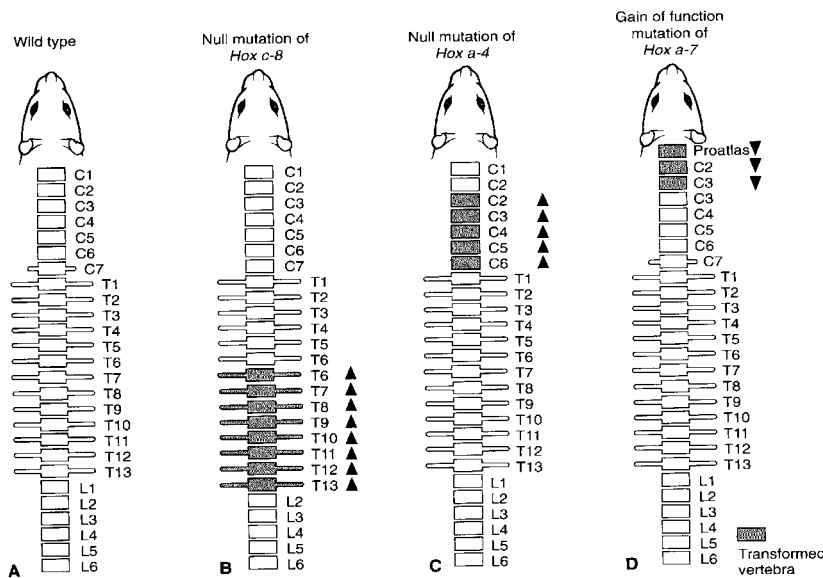 Wild type
Null mutation of
Hox c-8
Null mutation of
Hox a-4
Gain of function
mutation of
Hox a-7
C1
C2
C3
C4
C5
C6
C7
T1
T2
T3
T4
T5
T6
T7
T8
T9
T10
T11
T12
T13
L1
L2
L3
L4
L5
L6
A
C1
C2
C3
C4
C5
C6
C7
T1
T2
T3
T4
T5
T6
T6
T7
T8
T9
T10
T11
T12
T13
L2
L3
L4
L5
L6
B
C1
C2
C2
C3
C4
C5
C6
T1
T2
T3
T4
T5
T6
T7
T8
T9
T10
T11
T12
T13
L1
L2
L3
L4
L5
L6
C
Proatlas
C2
C3
C3
C4
C5
C6
C7
T1
T2
T3
T4
T5
T6
T7
T8
T9
T10
T11
T12
T13
L1
L2
L3
L4
L5
L6
D
Transformed
vertebra